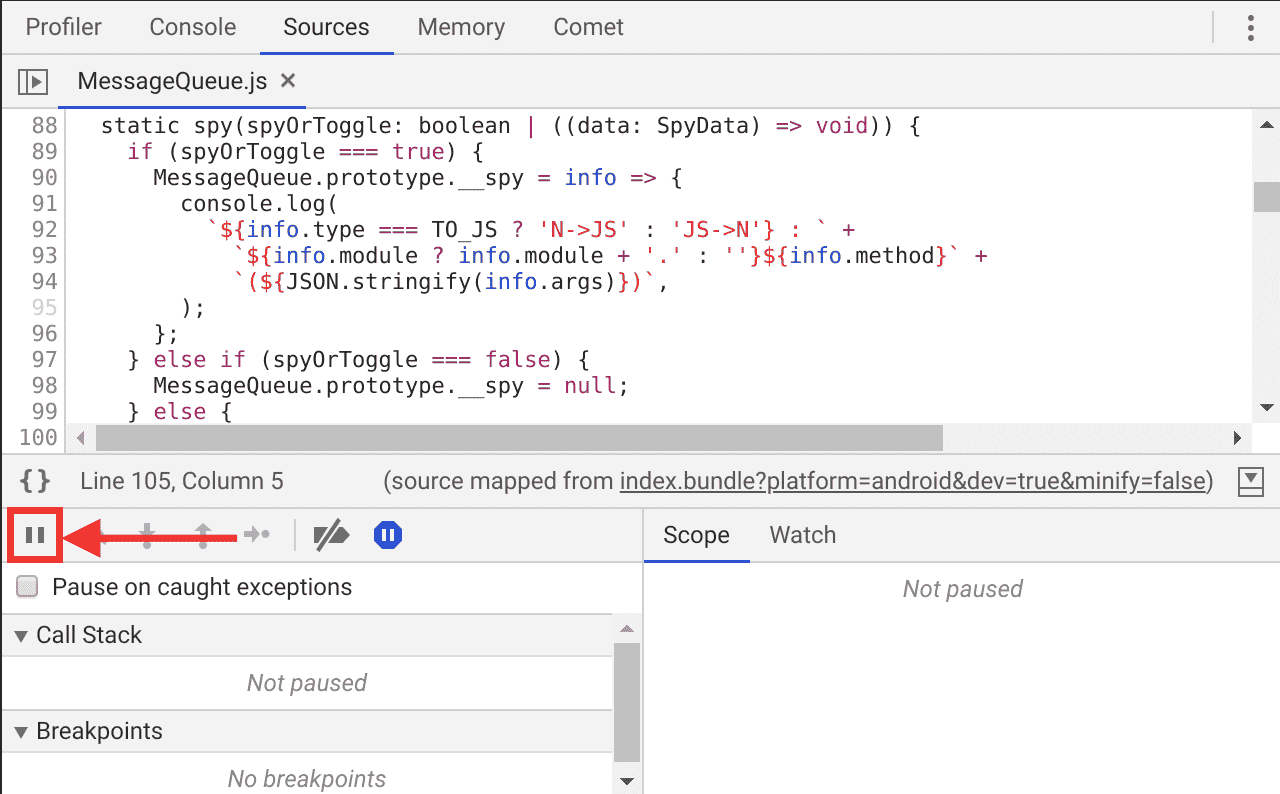 Profiler Console Sources Memory Comet
MessageQueue.js ×
88 static spy(spyOrToggle: boolean | ((data: SpyData) => void)) {
89 if (spyOrToggle === true) {
90 MessageQueue.prototype.__spy = info => {
91 console.log(
92 `${info.type === TO_JS ? 'N->JS' : 'JS->N'} : ` +
93 `${info.module ? info.module + '.' : ''}${info.method}` +
94 `(${JSON.stringify(info.args)})`,
95 );
96 };
97 } else if (spyOrToggle === false) {
98 MessageQueue.prototype.__spy = null;
99 } else {
100
{} Line 105, Column 5 (source mapped from index.bundle?platform=android&dev=true&minify=false)
Scope Watch
Pause on caught exceptions
Not paused
Call Stack
Not paused
Breakpoints
No breakpoints